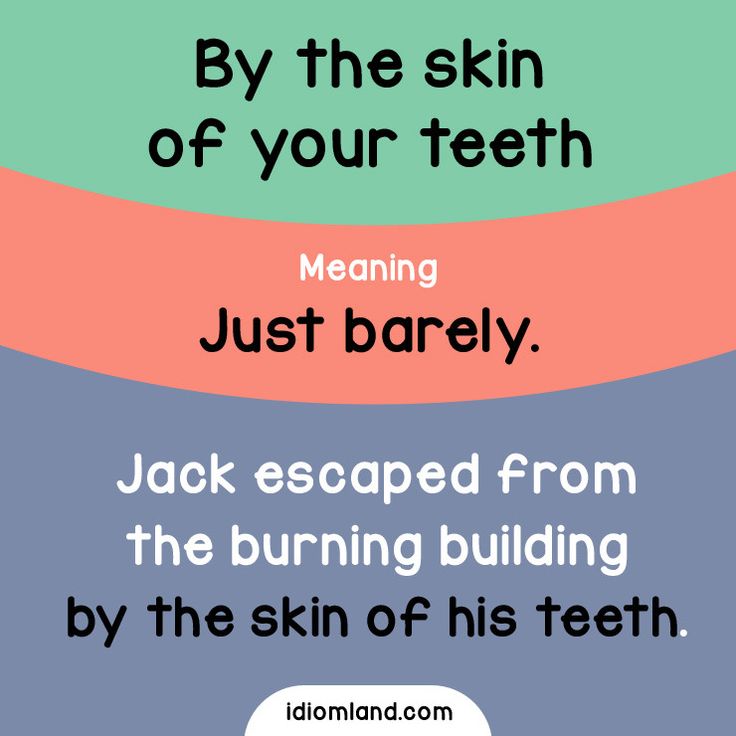 By the skin
of your teeth
Meaning
Just barely.
Jack escaped from
the burning building
by the skin of his teeth.
idiomland.com